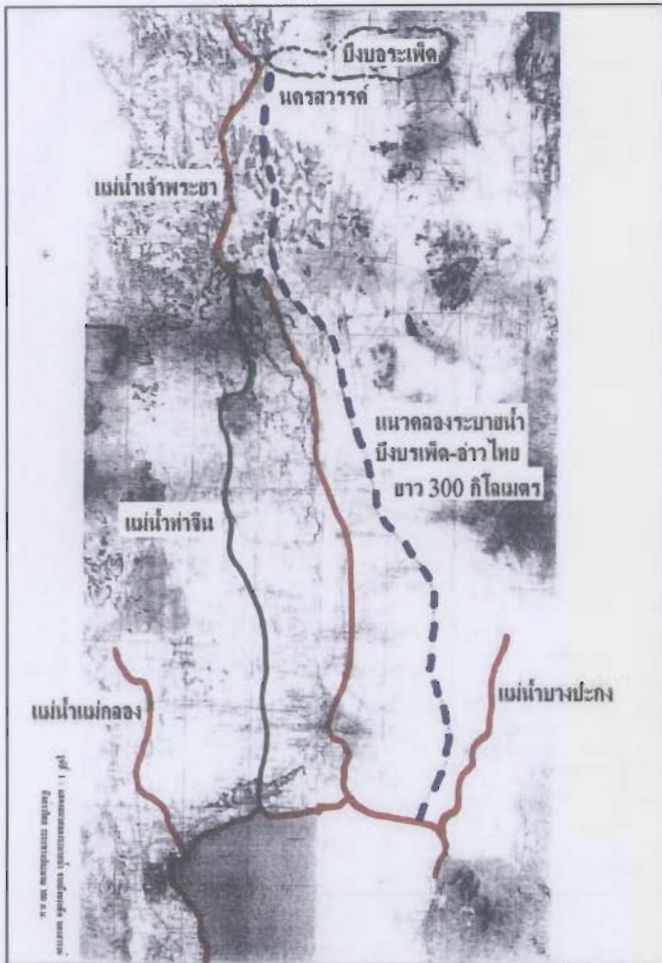 บึงบอระเพ็ด
นครสวรรค์
แม่น้ำเจ้าพระยา
แนวคลองระบายน้ำ
บึงบรเพ็ด-อ่าวไทย
ยาว 300 กิโลเมตร
แม่น้ำท่าจีน
แม่น้ำบางปะกง
แม่น้ำแม่กลอง